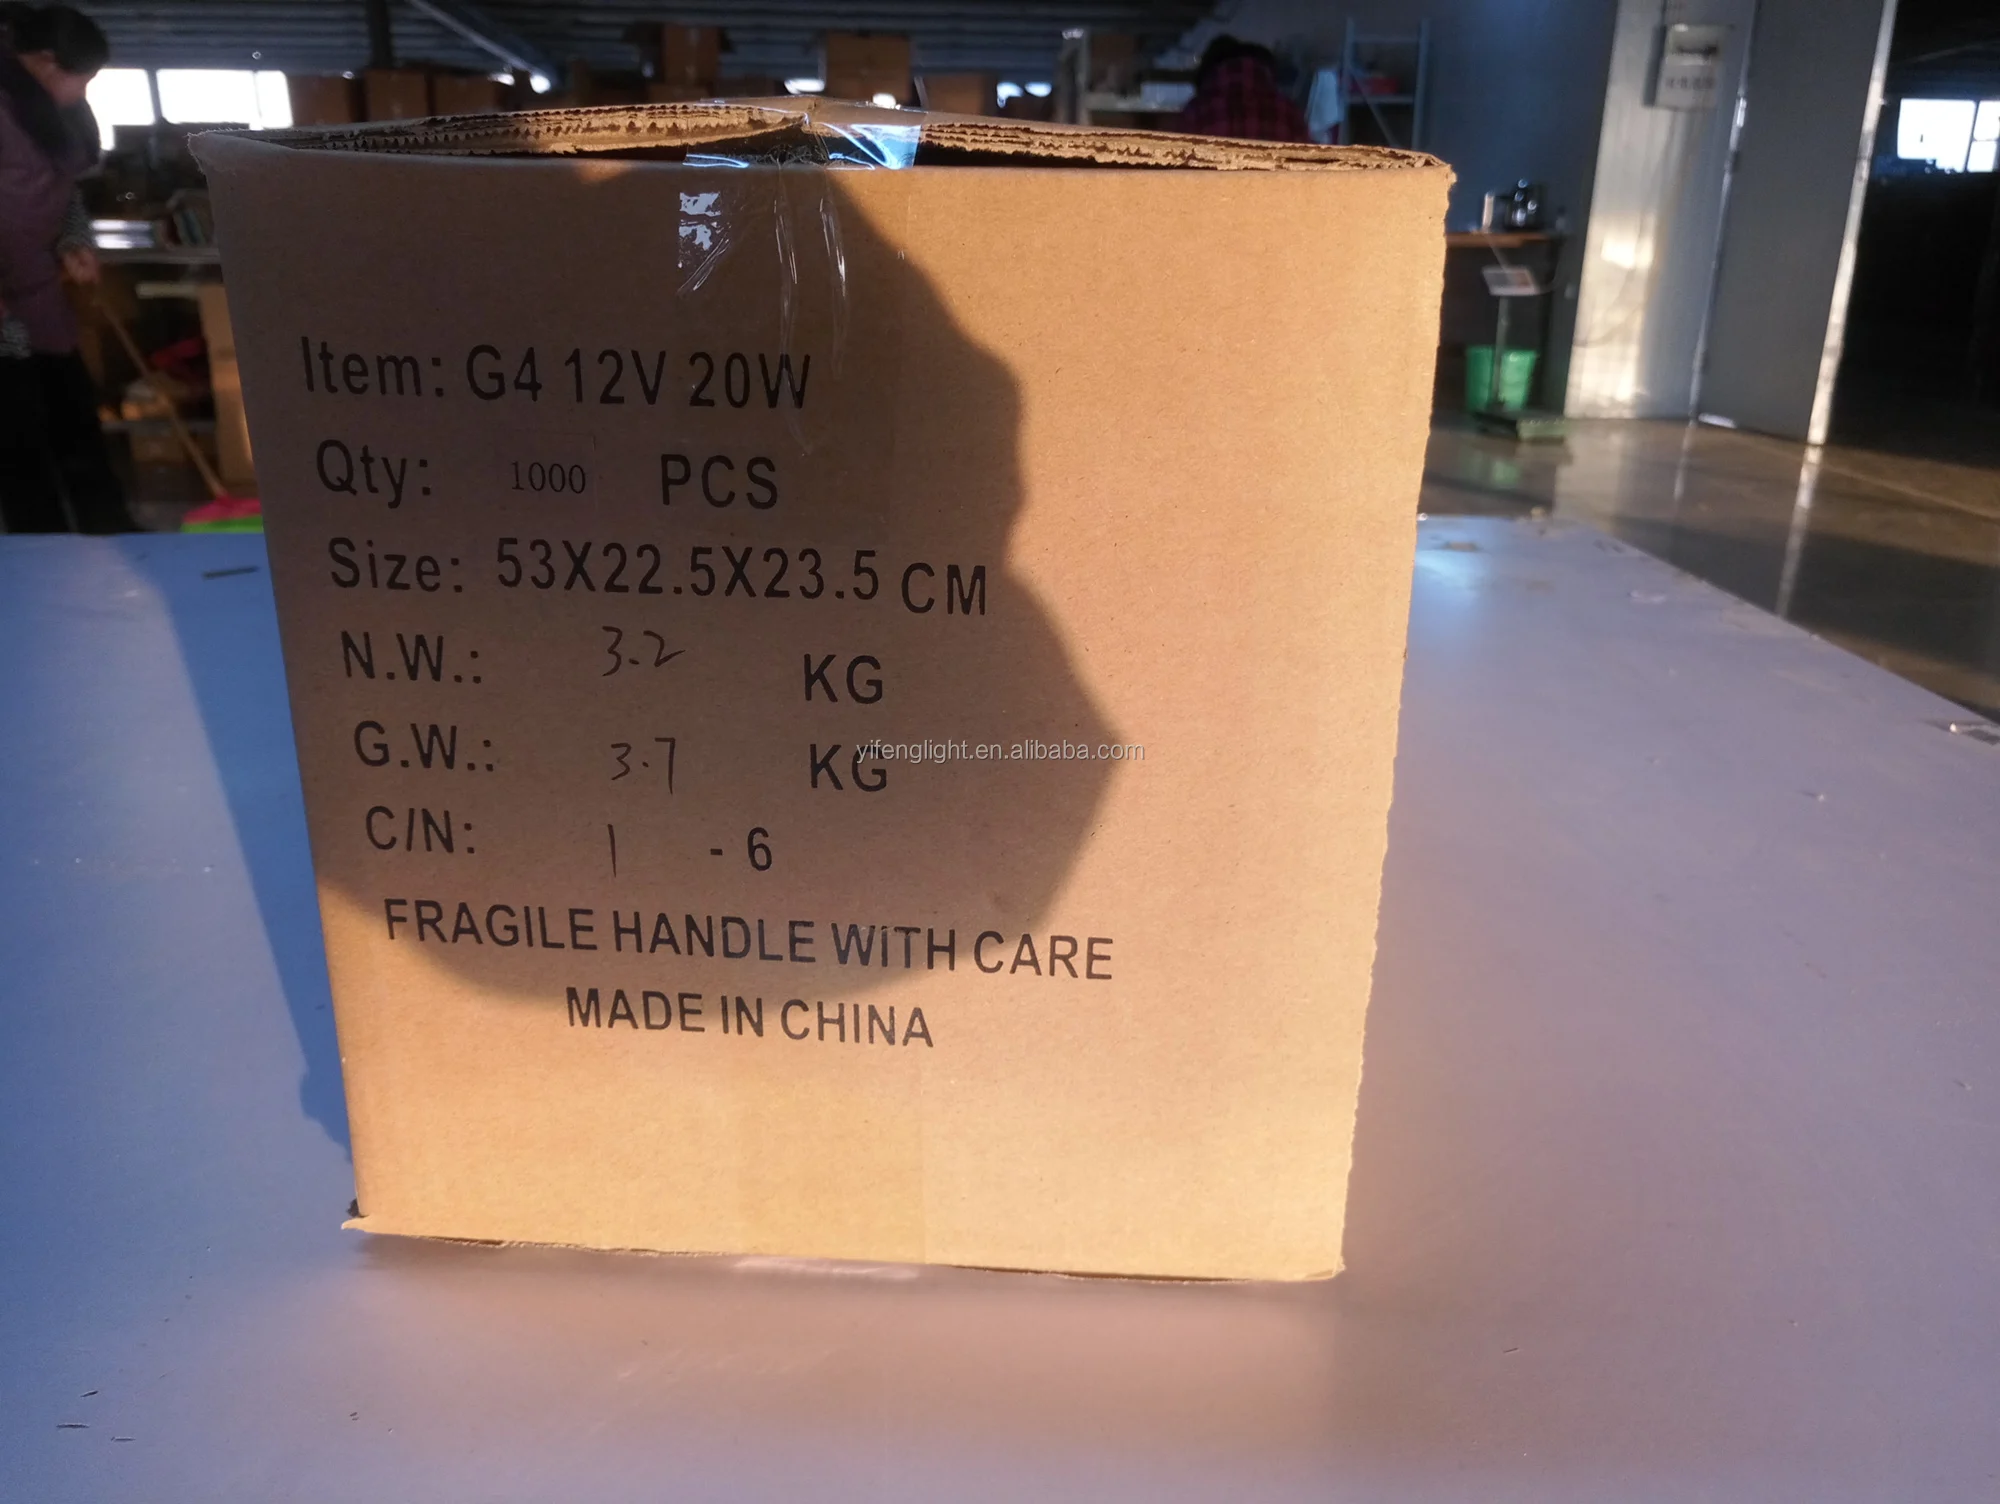 Item: G4 12V 20W
Qty: 1000 PCS
Size: 53X22.5X23.5 CM
N.W.: 3.2 KG
G.W.: 3.7 KG
yifenglight.en.alibaba.com
C/N: 1 - 6
FRAGILE HANDLE WITH CARE
MADE IN CHINA